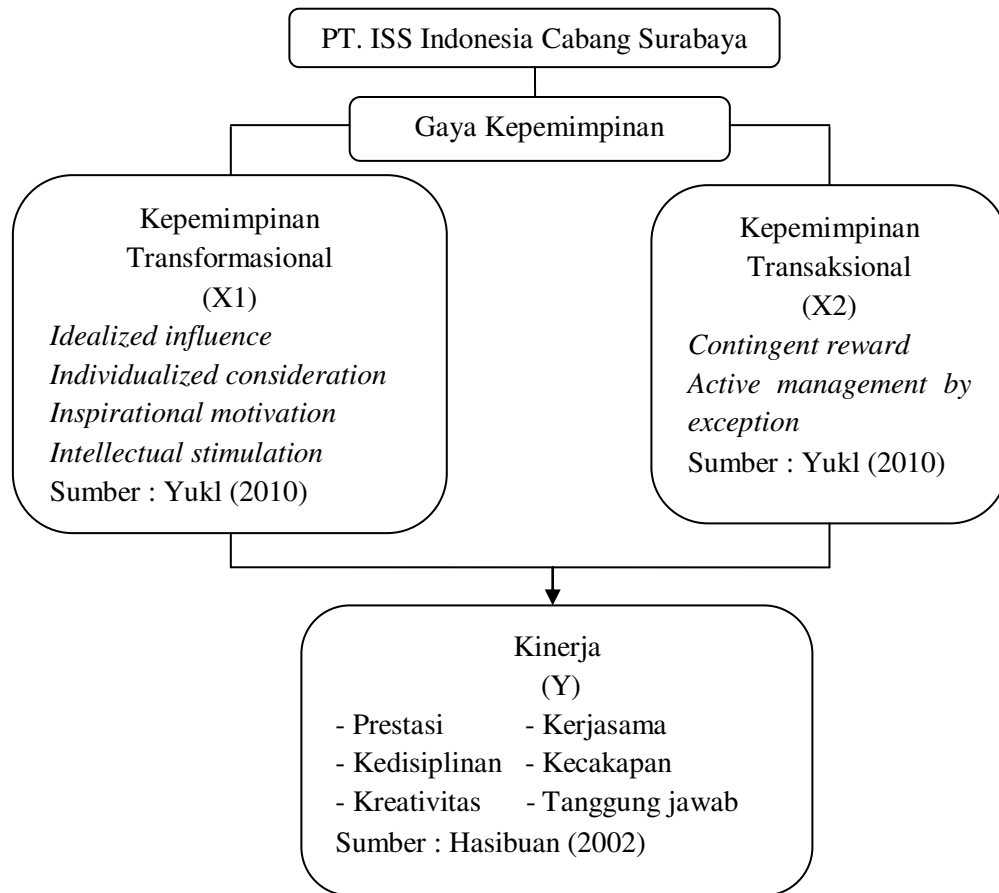 PT. ISS Indonesia Cabang Surabaya
Gaya Kepemimpinan
Kepemimpinan
Transformasional
(X1)
Idealized influence
Individualized consideration
Inspirational motivation
Intellectual stimulation
Sumber : Yukl (2010)
Kepemimpinan
Transaksional
(X2)
Contingent reward
Active management by
exception
Sumber : Yukl (2010)
Kinerja
(Y)
- Prestasi - Kerjasama
- Kedisiplinan - Kecakapan
- Kreativitas - Tanggung jawab
Sumber : Hasibuan (2002)